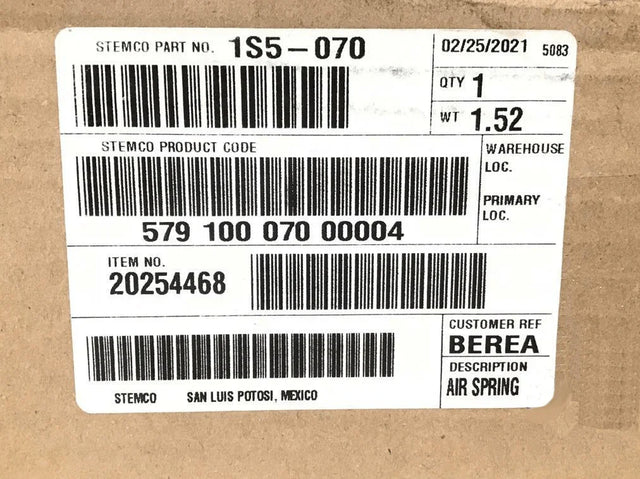 STEMCO PART NO. 1S5-070
02/25/2021 5083
QTY 1
WT 1.52
STEMCO PRODUCT CODE
579 100 070 00004
WAREHOUSE
LOC.
PRIMARY
LOC.
ITEM NO.
20254468
CUSTOMER REF
BEREA
DESCRIPTION
AIR SPRING
STEMCO SAN LUIS POTOSI, MEXICO